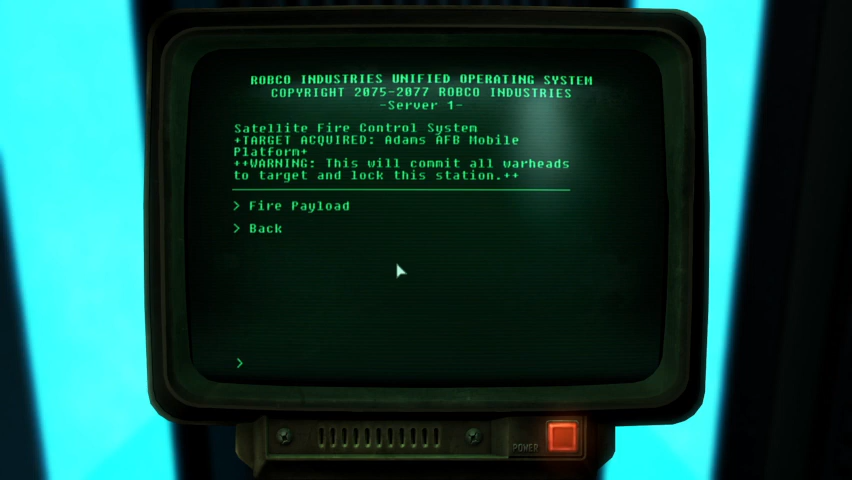 ROBCO INDUSTRIES UNIFIED OPERATING SYSTEM
COPYRIGHT 2075-2077 ROBCO INDUSTRIES
-Server 1-
Satellite Fire Control System
+TARGET ACQUIRED: Adams AFB Mobile
Platform+
++WARNING: This will commit all warheads
to target and lock this station.++
> Fire Payload
> Back
>
POWER